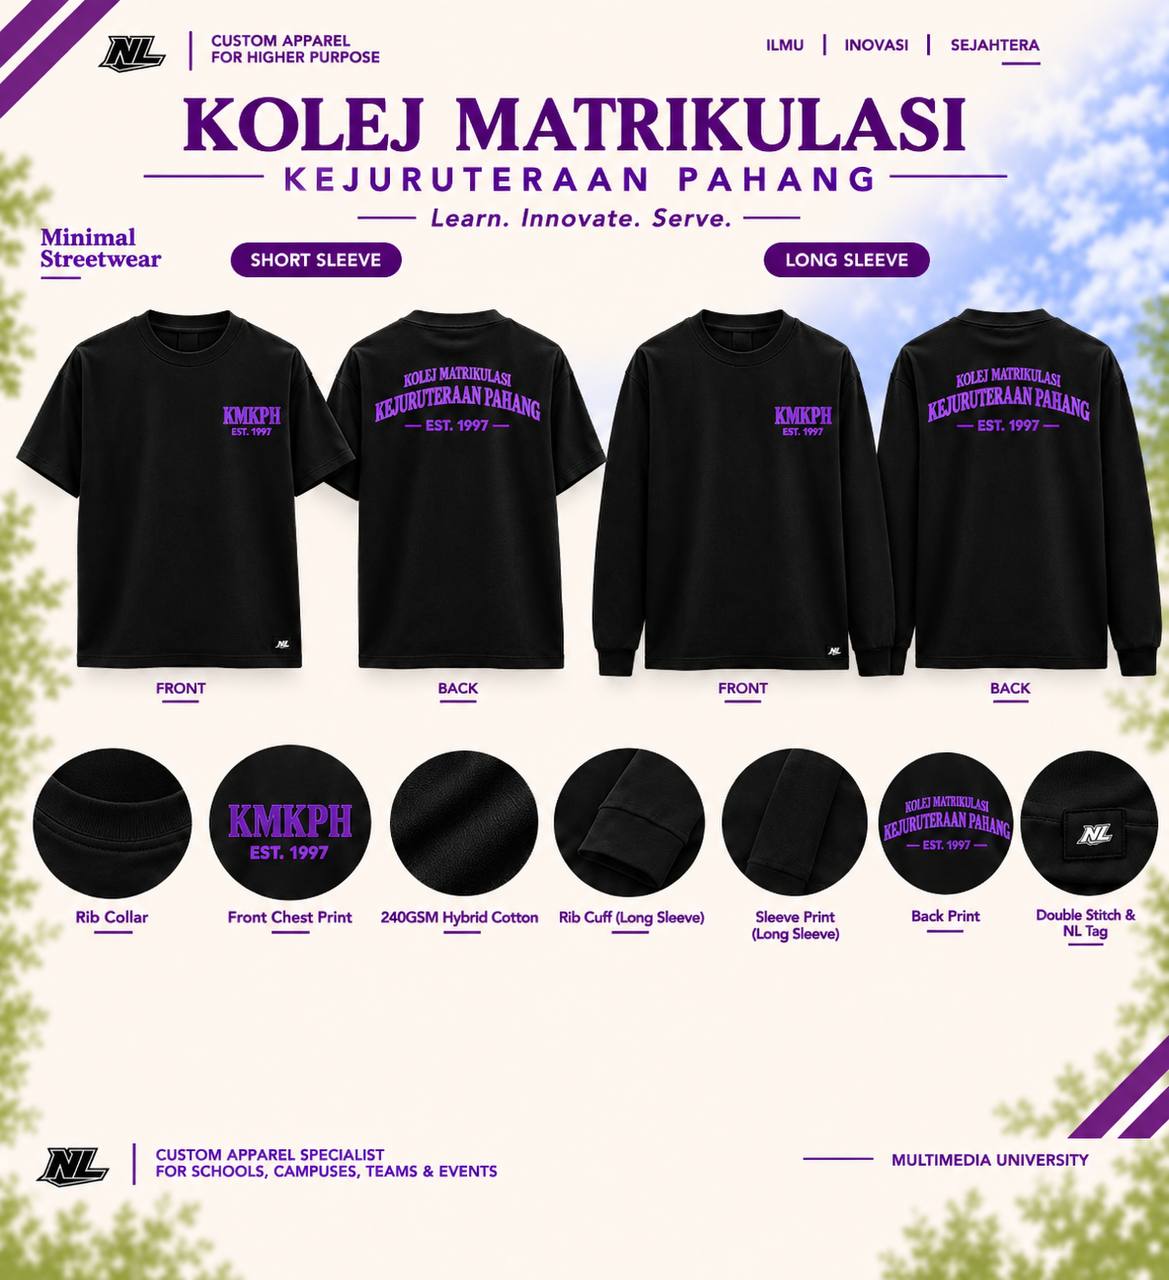 NL
CUSTOM APPAREL
FOR HIGHER PURPOSE
ILMU | INOVASI | SEJAHTERA
KOLEJ MATRIKULASI
KEJURUTERAAN PAHANG
Learn. Innovate. Serve.
Minimal
Streetwear
SHORT SLEEVE
LONG SLEEVE
KMKPH
EST. 1997
NL
KOLEJ MATRIKULASI
KEJURUTERAAN PAHANG
EST. 1997
KMKPH
EST. 1997
NL
KOLEJ MATRIKULASI
KEJURUTERAAN PAHANG
EST. 1997
FRONT
BACK
FRONT
BACK
KMKPH
EST. 1997
KOLEJ MATRIKULASI
KEJURUTERAAN PAHANG
EST. 1997
NL
Rib Collar
Front Chest Print
240GSM Hybrid Cotton
Rib Cuff (Long Sleeve)
Sleeve Print
(Long Sleeve)
Back Print
Double Stitch &
NL Tag
NL
CUSTOM APPAREL SPECIALIST
FOR SCHOOLS, CAMPUSES, TEAMS & EVENTS
MULTIMEDIA UNIVERSITY